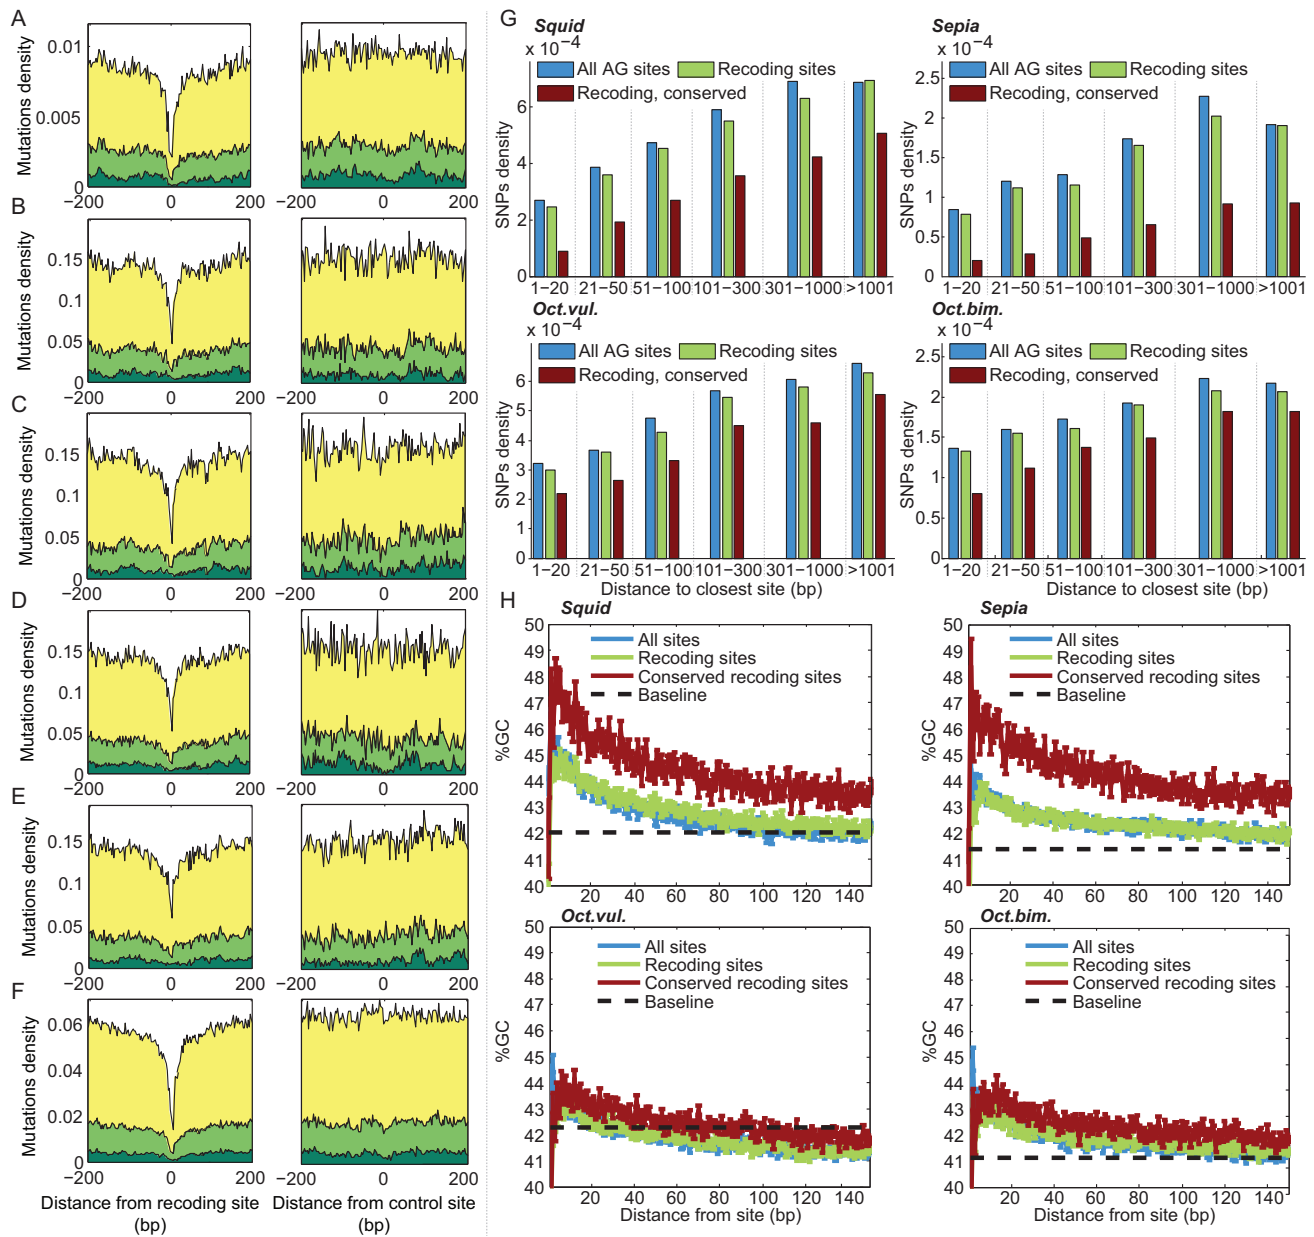 A
Mutations density
0.01
0.005
0
−200 0 200
−200 0 200
B
Mutations density
0.15
0.1
0.05
0
−200 0 200
−200 0 200
C
Mutations density
0.15
0.1
0.05
0
−200 0 200
−200 0 200
D
Mutations density
0.15
0.1
0.05
0
−200 0 200
−200 0 200
E
Mutations density
0.15
0.1
0.05
0
−200 0 200
−200 0 200
F
Mutations density
0.06
0.04
0.02
0
−200 0 200
−200 0 200
Distance from recoding site
(bp)
Distance from control site
(bp)
G
Squid
x 10−4
All AG sites
Recoding sites
Recoding, conserved
SNPs density
6
4
2
0
1−20 21−50 51−100 101−300 301−1000 >1001
Sepia
x 10−4
All AG sites
Recoding sites
Recoding, conserved
SNPs density
2.5
2
1.5
1
0.5
0
1−20 21−50 51−100 101−300 301−1000 >1001
Oct.vul.
x 10−4
All AG sites
Recoding sites
Recoding, conserved
SNPs density
6
5
4
3
2
1
0
1−20 21−50 51−100 101−300 301−1000 >1001
Distance to closest site (bp)
Oct.bim.
x 10−4
All AG sites
Recoding sites
Recoding, conserved
SNPs density
2.5
2
1.5
1
0.5
0
1−20 21−50 51−100 101−300 301−1000 >1001
Distance to closest site (bp)
H
Squid
All sites
Recoding sites
Conserved recoding sites
Baseline
%GC
50
49
48
47
46
45
44
43
42
41
40
20 40 60 80 100 120 140
Sepia
All sites
Recoding sites
Conserved recoding sites
Baseline
%GC
50
49
48
47
46
45
44
43
42
41
40
20 40 60 80 100 120 140
Oct.vul.
All sites
Recoding sites
Conserved recoding sites
Baseline
%GC
50
49
48
47
46
45
44
43
42
41
40
20 40 60 80 100 120 140
Distance from site (bp)
Oct.bim.
All sites
Recoding sites
Conserved recoding sites
Baseline
%GC
50
49
48
47
46
45
44
43
42
41
40
20 40 60 80 100 120 140
Distance from site (bp)